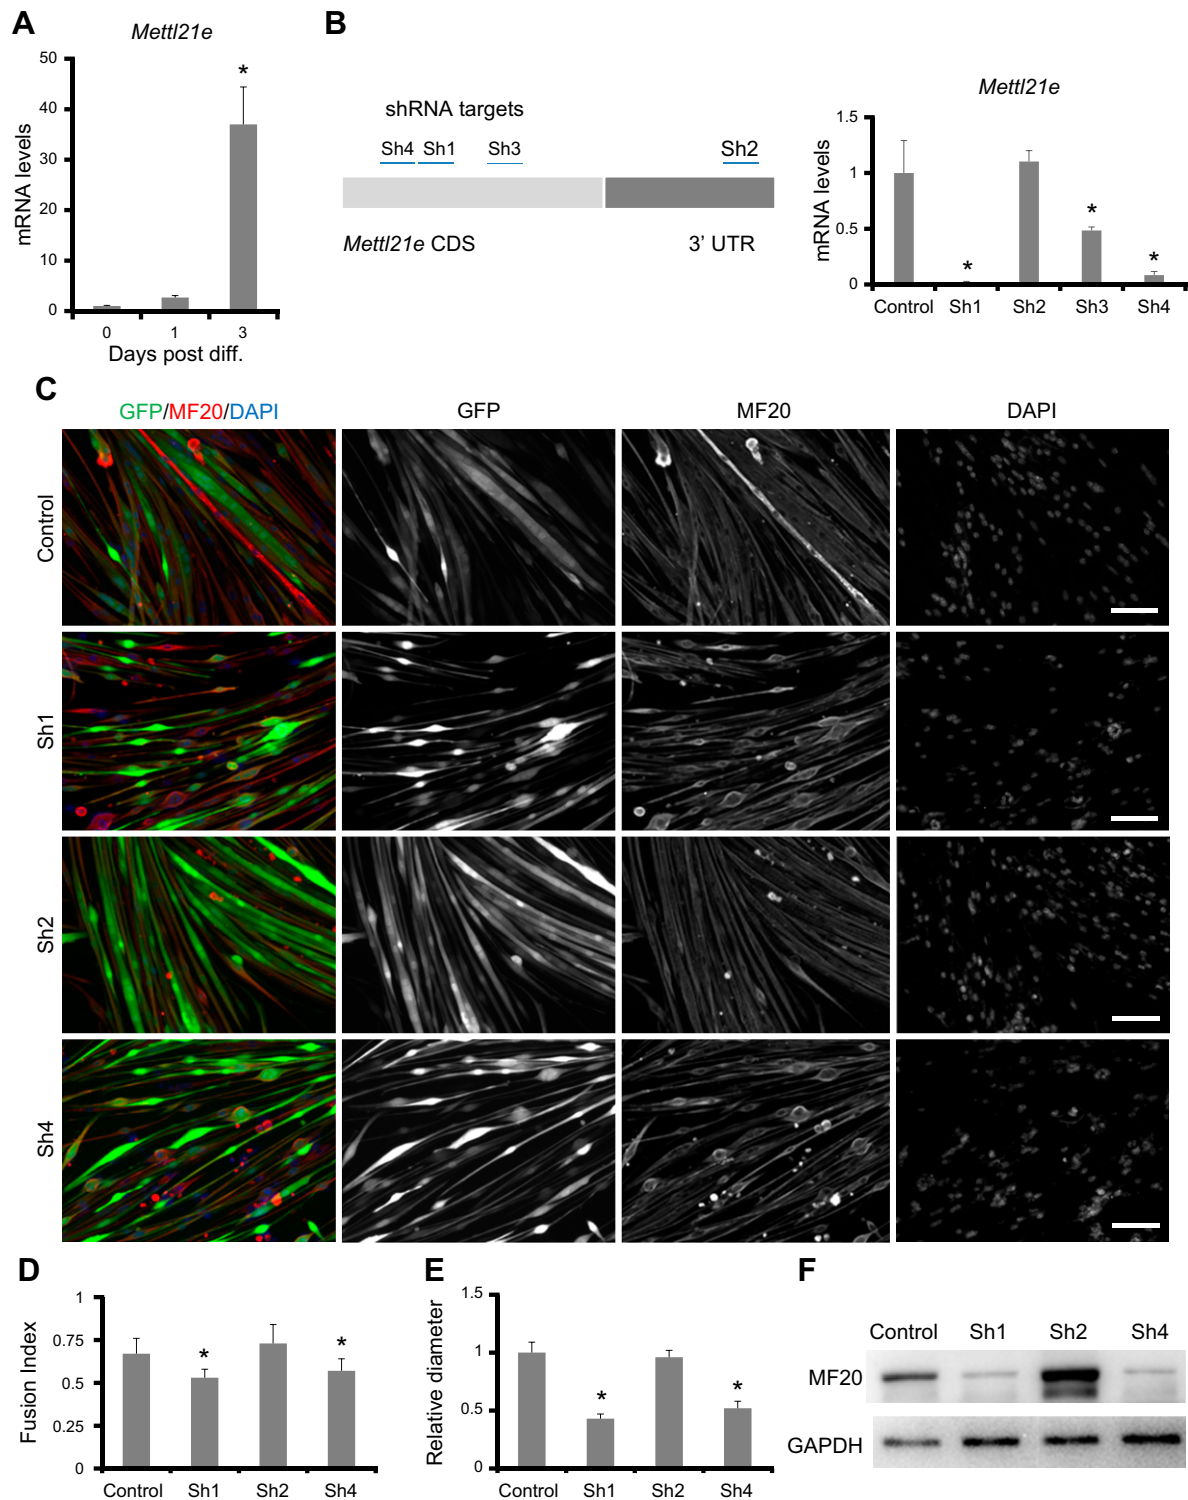 A
Mettl21e
50
40
30
20
10
0
mRNA levels
*
0 1 3
Days post diff.
B
shRNA targets
Sh4 Sh1 Sh3 Sh2
Mettl21e CDS 3’ UTR
Mettl21e
1.5
1
0.5
0
mRNA levels
* * *
Control Sh1 Sh2 Sh3 Sh4
C
GFP/MF20/DAPI GFP MF20 DAPI
Control
Sh1
Sh2
Sh4
D
1
0.75
0.5
0.25
0
Fusion Index
* *
Control Sh1 Sh2 Sh4
E
1.5
1
0.5
0
Relative diameter
* *
Control Sh1 Sh2 Sh4
F
Control Sh1 Sh2 Sh4
MF20
GAPDH